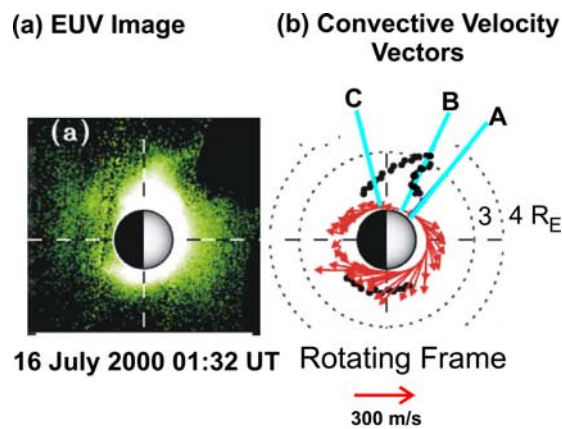 (a) EUV Image
(b) Convective Velocity
Vectors
(a)
C
B
A
3
4 R_E
16 July 2000 01:32 UT
Rotating Frame
300 m/s